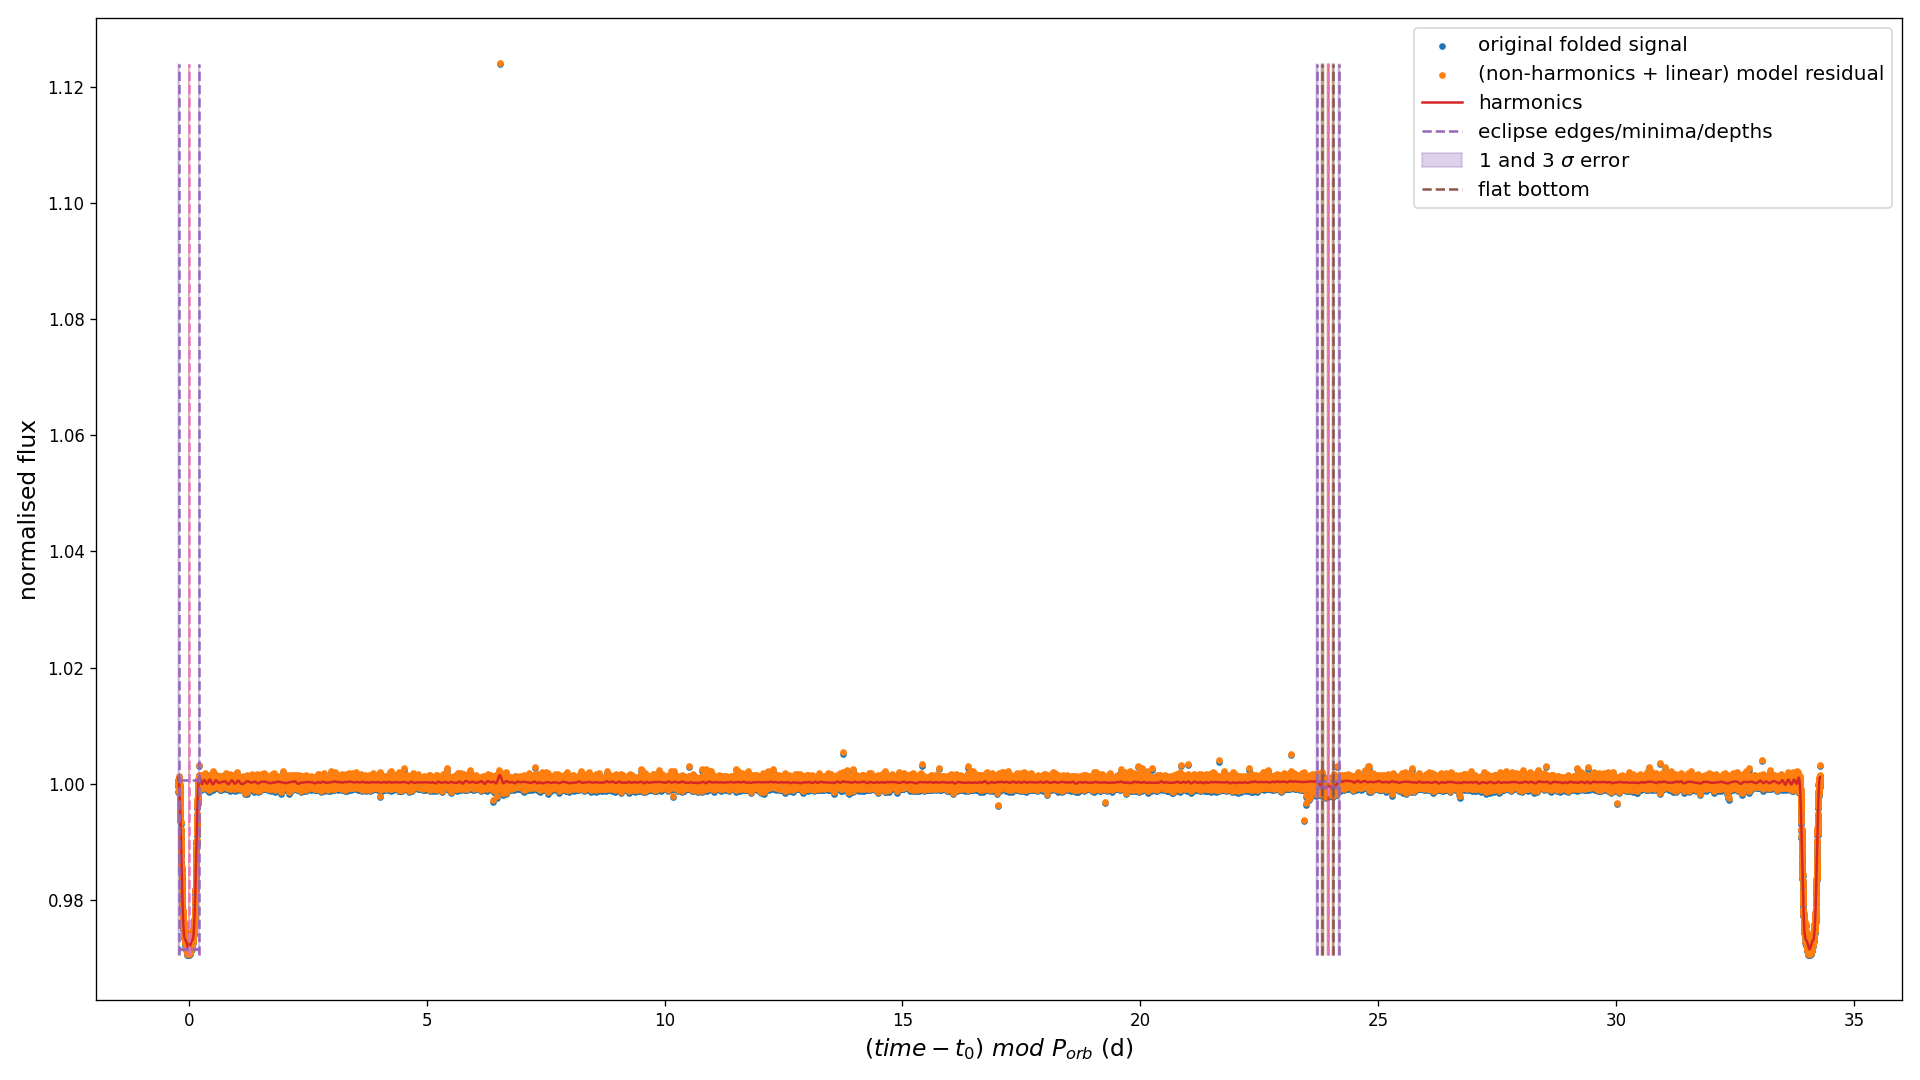 original folded signal
(non-harmonics + linear) model residual
harmonics
eclipse edges/minima/depths
1 and 3 σ error
flat bottom
1.12
1.10
1.08
1.06
1.04
1.02
1.00
0.98
normalised flux
0 5 10 15 20 25 30 35
(time − t₀) mod P_orb (d)